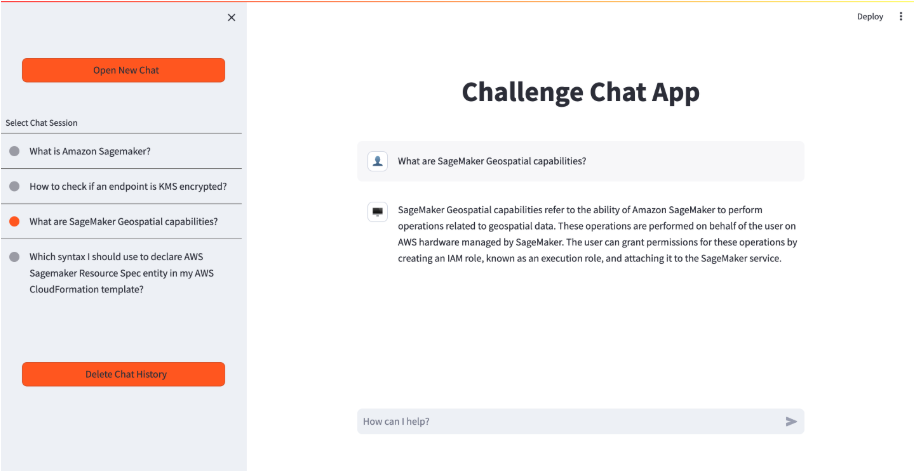 Deploy
Open New Chat
Select Chat Session
What is Amazon Sagemaker?
How to check if an endpoint is KMS encrypted?
What are SageMaker Geospatial capabilities?
Which syntax I should use to declare AWS
Sagemaker Resource Spec entity in my AWS
CloudFormation template?
Delete Chat History
Challenge Chat App
What are SageMaker Geospatial capabilities?
SageMaker Geospatial capabilities refer to the ability of Amazon SageMaker to perform
operations related to geospatial data. These operations are performed on behalf of the user on
AWS hardware managed by SageMaker. The user can grant permissions for these operations by
creating an IAM role, known as an execution role, and attaching it to the SageMaker service.
How can I help?